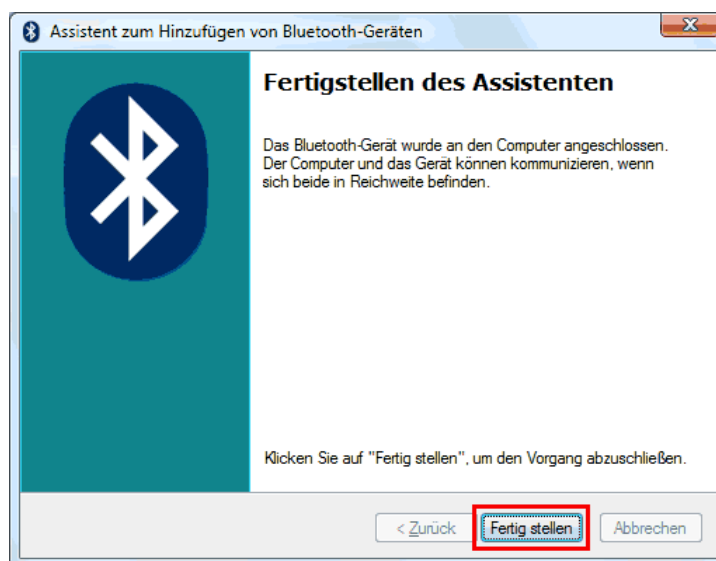 Assistent zum Hinzufügen von Bluetooth-Geräten
Fertigstellen des Assistenten
Das Bluetooth-Gerät wurde an den Computer angeschlossen.
Der Computer und das Gerät können kommunizieren, wenn
sich beide in Reichweite befinden.
Klicken Sie auf "Fertig stellen", um den Vorgang abzuschließen.
< Zurück Fertig stellen Abbrechen